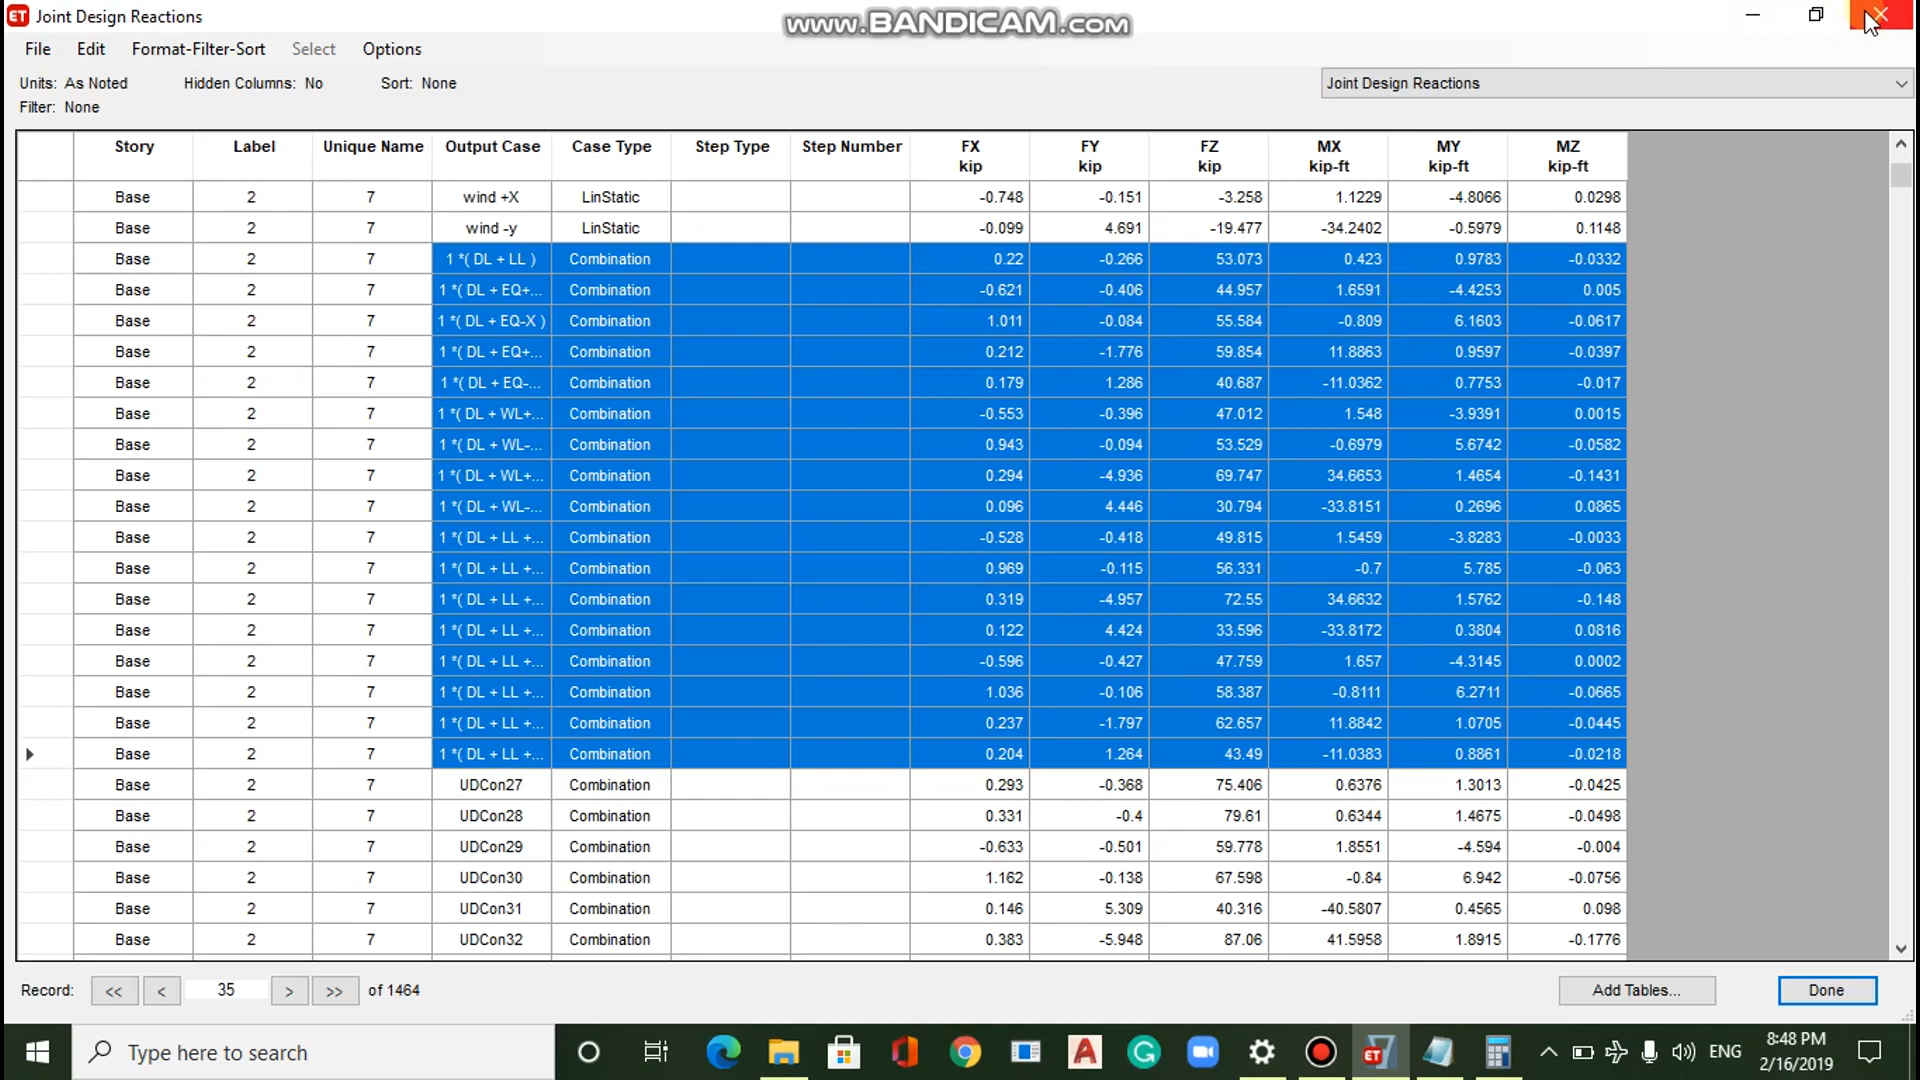 ET Joint Design Reactions
www.BANDICAM.com
File Edit Format-Filter-Sort Select Options
Units: As Noted Hidden Columns: No Sort: None
Joint Design Reactions
Filter: None
Story Label Unique Name Output Case Case Type Step Type Step Number FX kip FY kip FZ kip MX kip-ft MY kip-ft MZ kip-ft
Base 2 7 wind +X LinStatic -0.748 -0.151 -3.258 1.1229 -4.8066 0.0298
Base 2 7 wind -y LinStatic -0.099 4.691 -19.477 -34.2402 -0.5979 0.1148
Base 2 7 1 *( DL + LL ) Combination 0.22 -0.266 53.073 0.423 0.9783 -0.0332
Base 2 7 1 *( DL + EQ+... Combination -0.621 -0.406 44.957 1.6591 -4.4253 0.005
Base 2 7 1 *( DL + EQ-X ) Combination 1.011 -0.084 55.584 -0.809 6.1603 -0.0617
Base 2 7 1 *( DL + EQ+... Combination 0.212 -1.776 59.854 11.8863 0.9597 -0.0397
Base 2 7 1 *( DL + EQ-... Combination 0.179 1.286 40.687 -11.0362 0.7753 -0.017
Base 2 7 1 *( DL + WL+... Combination -0.553 -0.396 47.012 1.548 -3.9391 0.0015
Base 2 7 1 *( DL + WL-... Combination 0.943 -0.094 53.529 -0.6979 5.6742 -0.0582
Base 2 7 1 *( DL + WL+... Combination 0.294 -4.936 69.747 34.6653 1.4654 -0.1431
Base 2 7 1 *( DL + WL-... Combination 0.096 4.446 30.794 -33.8151 0.2696 0.0865
Base 2 7 1 *( DL + LL +... Combination -0.528 -0.418 49.815 1.5459 -3.8283 -0.0033
Base 2 7 1 *( DL + LL +... Combination 0.969 -0.115 56.331 -0.7 5.785 -0.063
Base 2 7 1 *( DL + LL +... Combination 0.319 -4.957 72.55 34.6632 1.5762 -0.148
Base 2 7 1 *( DL + LL +... Combination 0.122 4.424 33.596 -33.8172 0.3804 0.0816
Base 2 7 1 *( DL + LL +... Combination -0.596 -0.427 47.759 1.657 -4.3145 0.0002
Base 2 7 1 *( DL + LL +... Combination 1.036 -0.106 58.387 -0.8111 6.2711 -0.0665
Base 2 7 1 *( DL + LL +... Combination 0.237 -1.797 62.657 11.8842 1.0705 -0.0445
Base 2 7 1 *( DL + LL +... Combination 0.204 1.264 43.49 -11.0383 0.8861 -0.0218
Base 2 7 UDCon27 Combination 0.293 -0.368 75.406 0.6376 1.3013 -0.0425
Base 2 7 UDCon28 Combination 0.331 -0.4 79.61 0.6344 1.4675 -0.0498
Base 2 7 UDCon29 Combination -0.633 -0.501 59.778 1.8551 -4.594 -0.004
Base 2 7 UDCon30 Combination 1.162 -0.138 67.598 -0.84 6.942 -0.0756
Base 2 7 UDCon31 Combination 0.146 5.309 40.316 -40.5807 0.4565 0.098
Base 2 7 UDCon32 Combination 0.383 -5.948 87.06 41.5958 1.8915 -0.1776
Record: << < 35 > >> of 1464 Add Tables... Done
Type here to search ENG 8:48 PM
2/16/2019